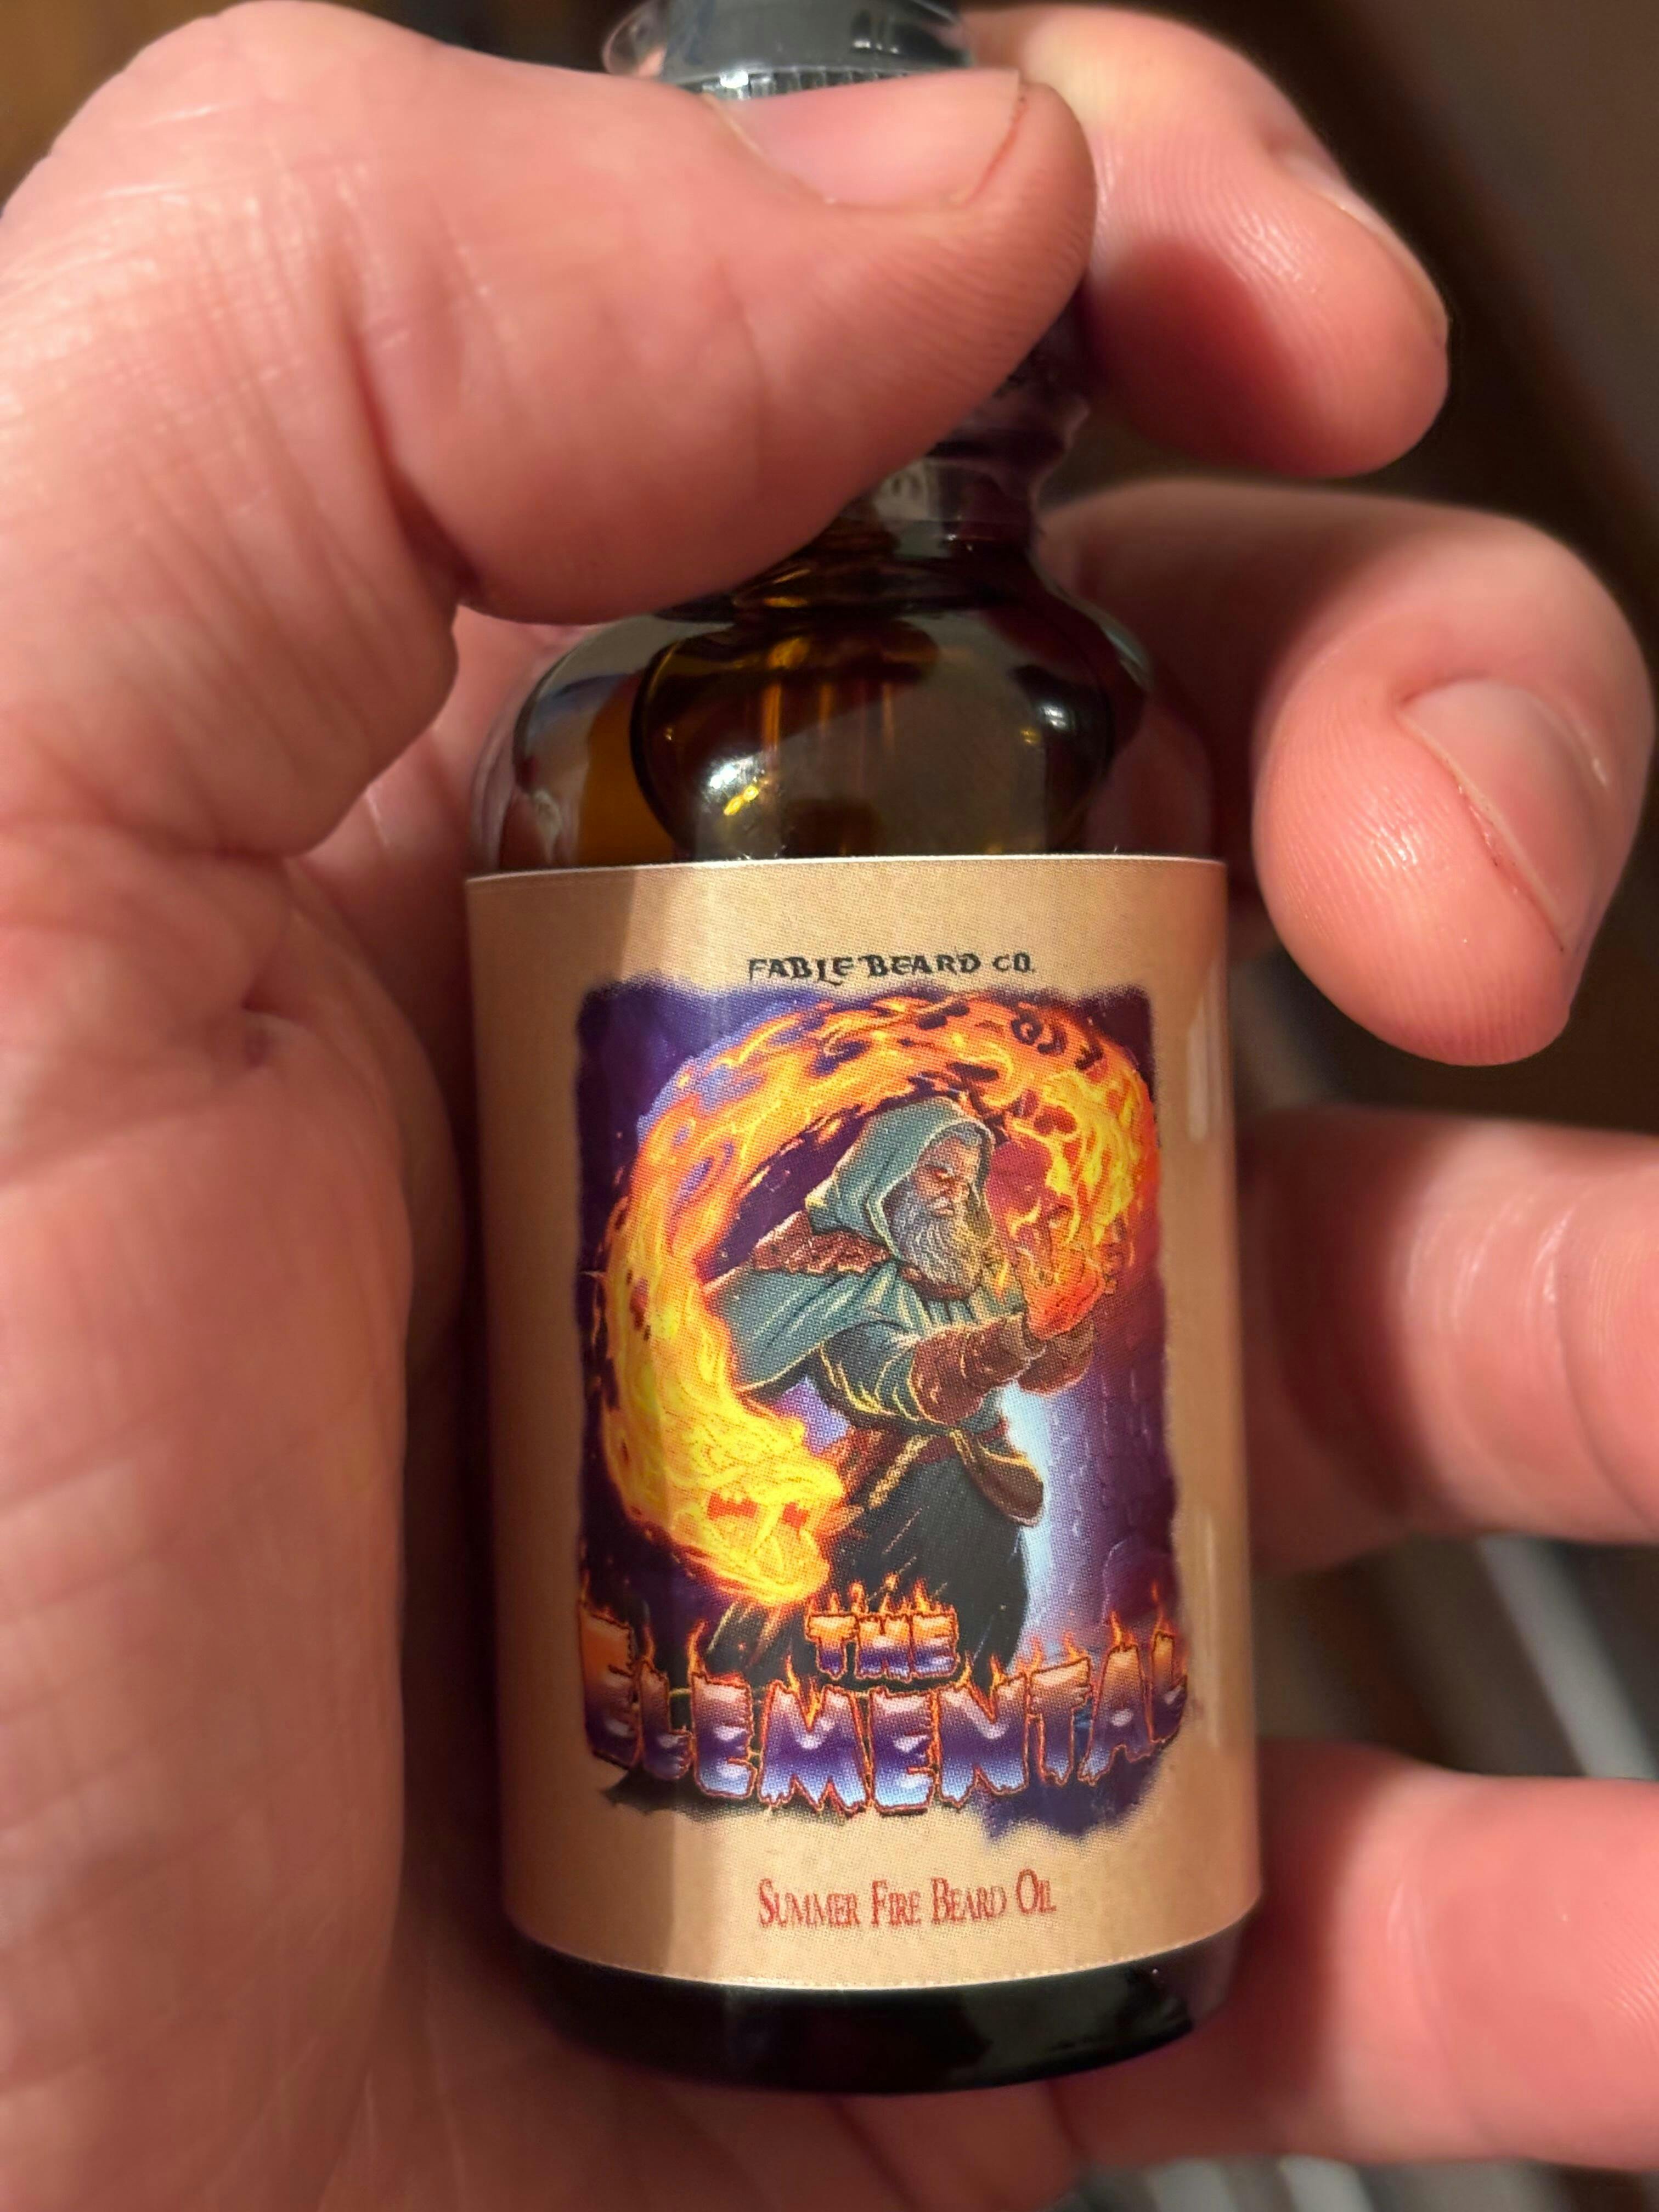 FABLE BEARD CO.
THE
ELEMENTAL
SUMMER FIRE BEARD OIL